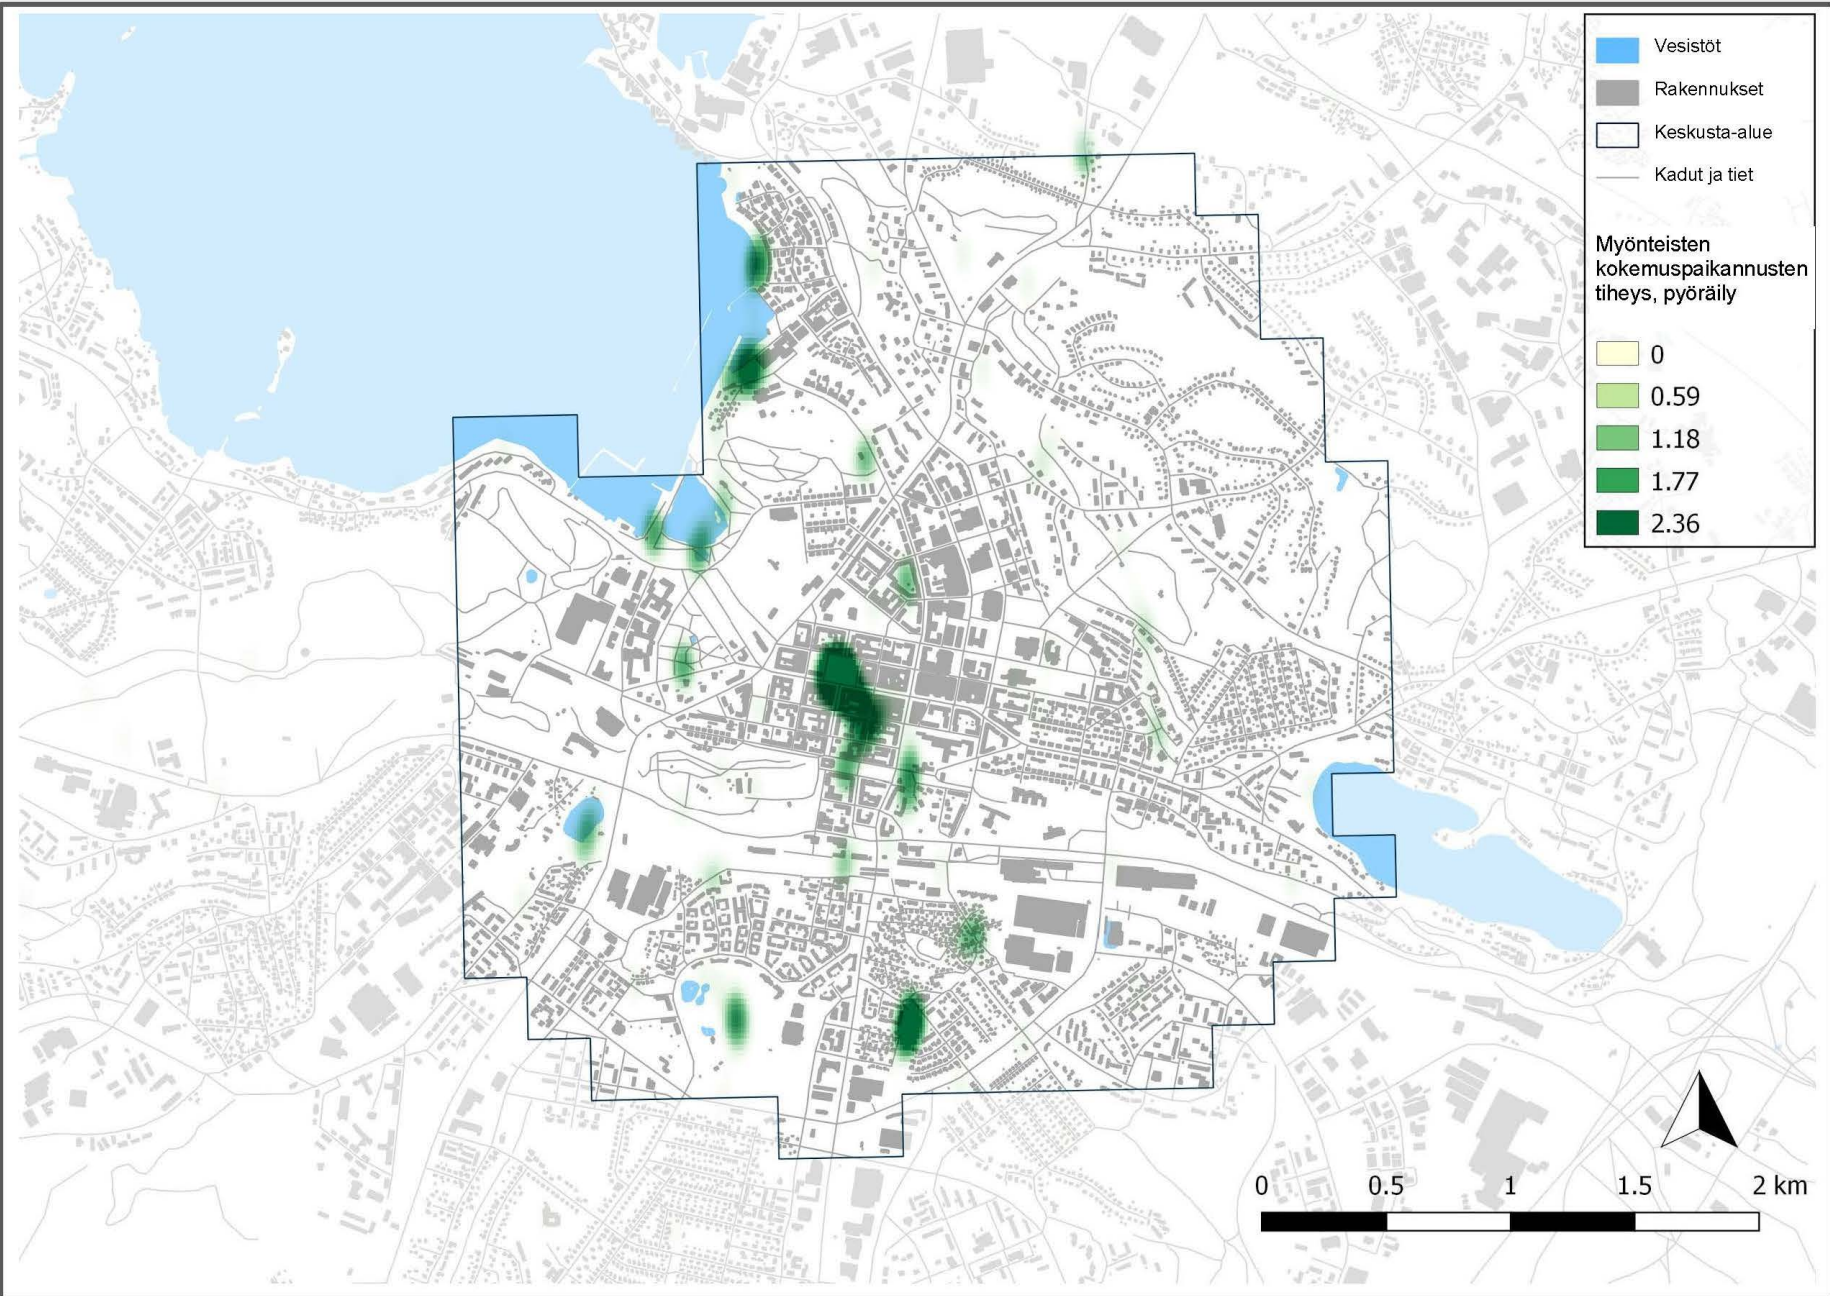 Vesistöt
Rakennukset
Keskusta-alue
Kadut ja tiet
Myönteisten
kokemuspaikannusten
tiheys, pyöräily
0
0.59
1.18
1.77
2.36
0 0.5 1 1.5 2 km